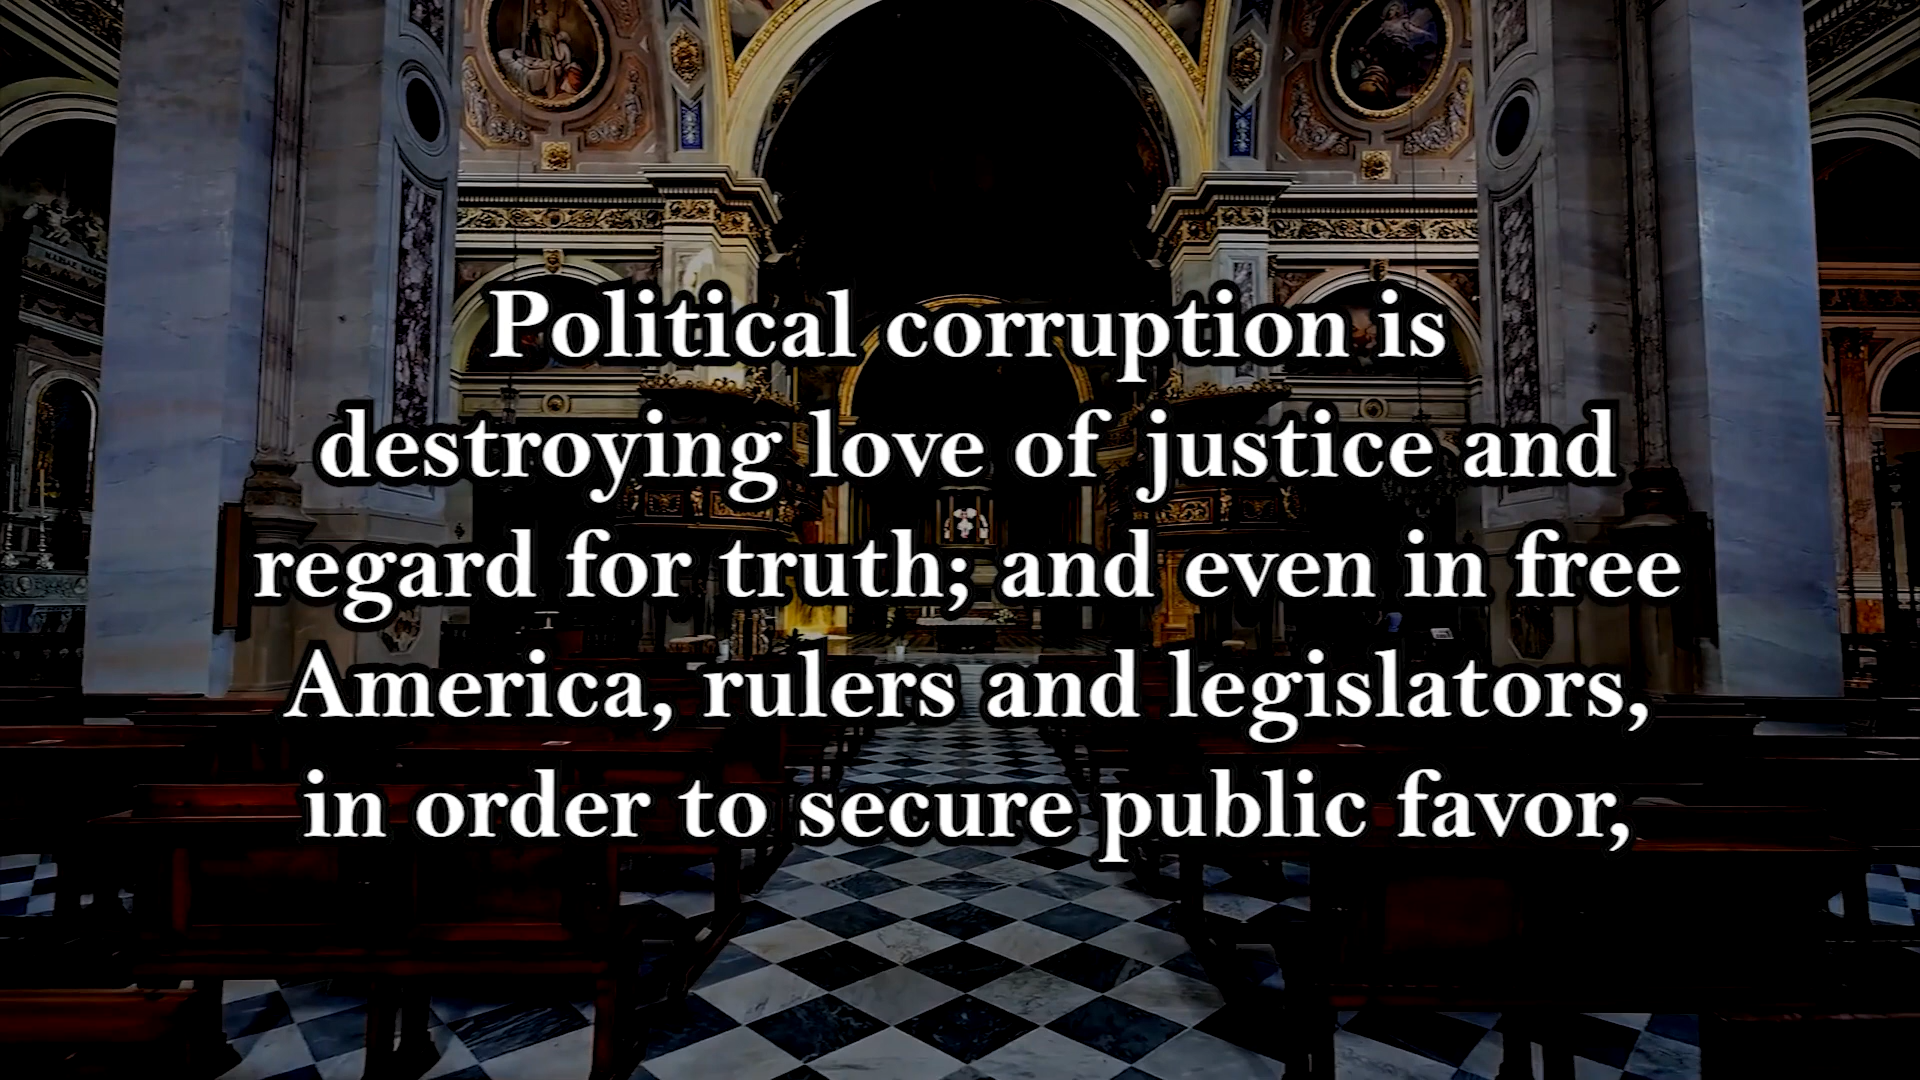 Political corruption is
destroying love of justice and
regard for truth; and even in free
America, rulers and legislators,
in order to secure public favor,